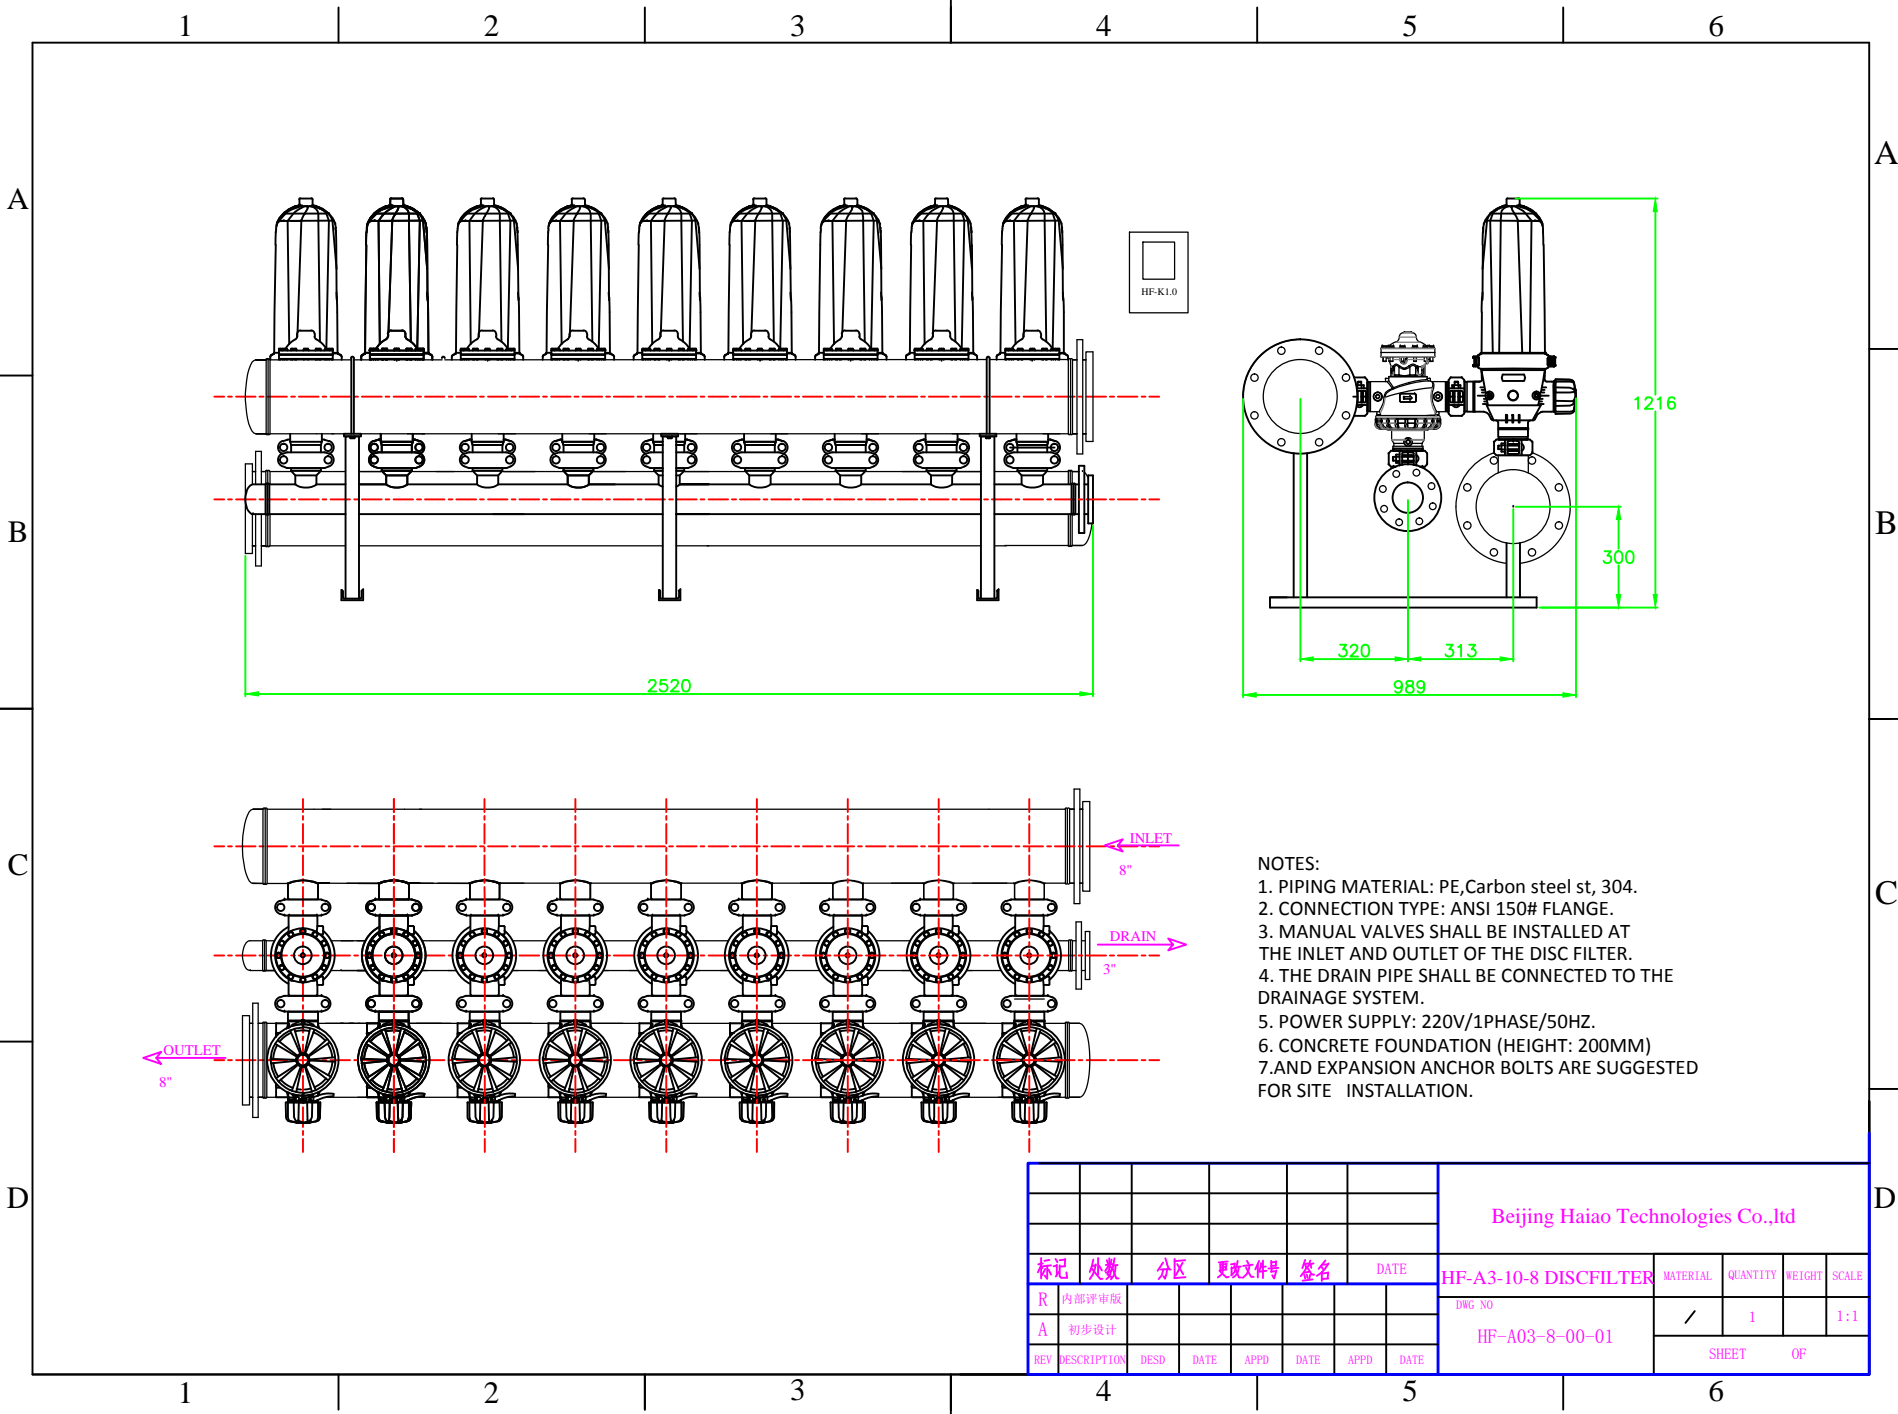 1 2 3 4 5 6
A A
HF-K1.0
1216
B B
300
320 313
989
2520
INLET
8"
DRAIN
3"
OUTLET
8"
C C
NOTES:
1. PIPING MATERIAL: PE,Carbon steel st, 304.
2. CONNECTION TYPE: ANSI 150# FLANGE.
3. MANUAL VALVES SHALL BE INSTALLED AT
THE INLET AND OUTLET OF THE DISC FILTER.
4. THE DRAIN PIPE SHALL BE CONNECTED TO THE
DRAINAGE SYSTEM.
5. POWER SUPPLY: 220V/1PHASE/50HZ.
6. CONCRETE FOUNDATION (HEIGHT: 200MM)
7.AND EXPANSION ANCHOR BOLTS ARE SUGGESTED
FOR SITE INSTALLATION.
D D
Beijing Haiao Technologies Co.,ltd
标记 处数 分区 更改文件号 签名 DATE
HF-A3-10-8 DISCFILTER MATERIAL QUANTITY WEIGHT SCALE
R 内部评审版
DWG NO
HF-A03-8-00-01
/ 1 1:1
A 初步设计
REV DESCRIPTION DESD DATE APPD DATE APPD DATE
SHEET OF
1 2 3 4 5 6